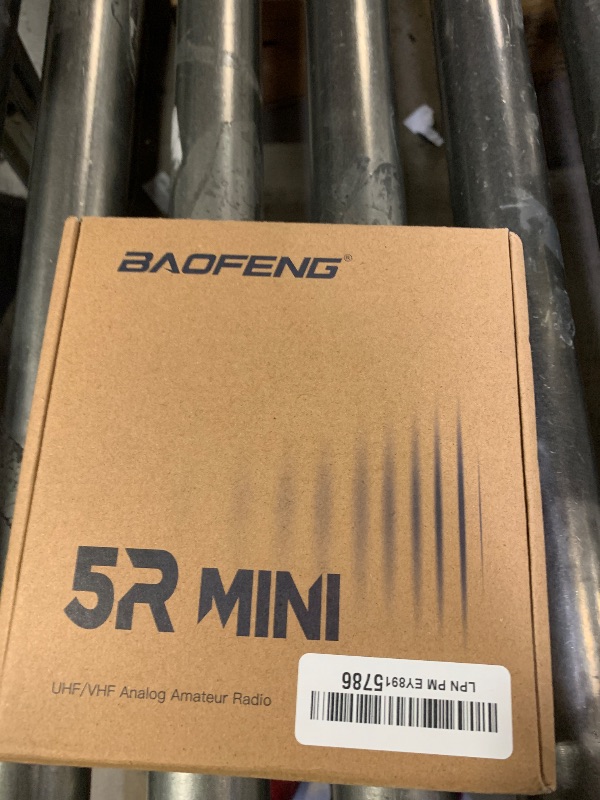 BAOFENG®
5R MINI
UHF/VHF Analog Amateur Radio
LPN PM EY8915786